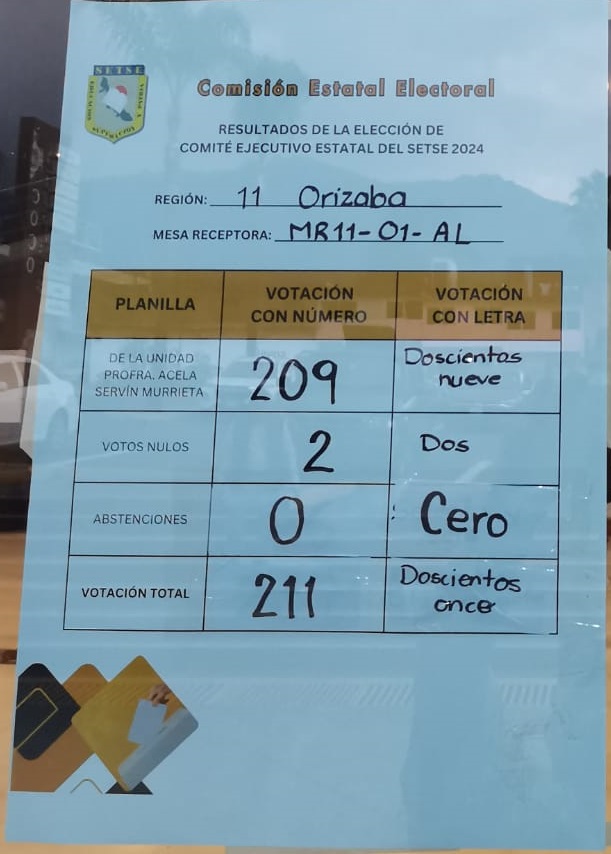 SETSE
Comisión Estatal Electoral
RESULTADOS DE LA ELECCIÓN DE
COMITÉ EJECUTIVO ESTATAL DEL SETSE 2024
REGIÓN: 11 Orizaba
MESA RECEPTORA: MR11-01-AL
PLANILLA
VOTACIÓN
CON NÚMERO
VOTACIÓN
CON LETRA
DE LA UNIDAD
PROFRA. ACELA
SERVÍN MURRIETA
209
Doscientos
nueve
VOTOS NULOS
2
Dos
ABSTENCIONES
0
Cero
VOTACIÓN TOTAL
211
Doscientos
once